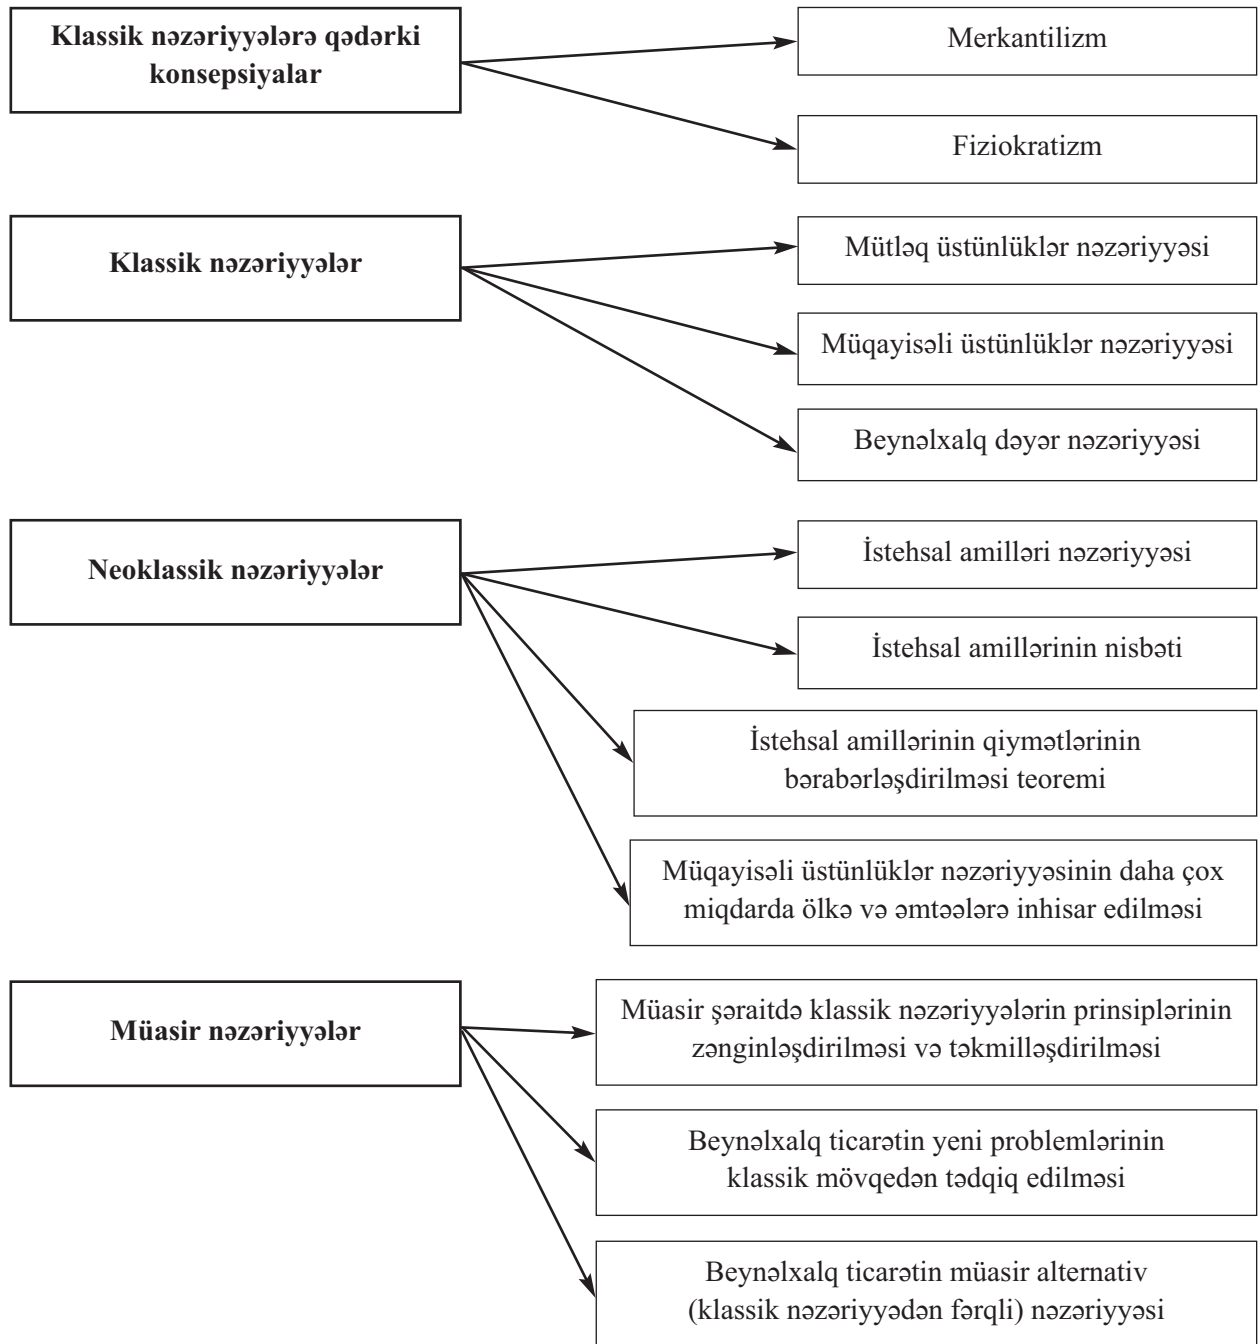 Klassik nəzəriyyələrə qədərki
konsepsiyalar
Merkantilizm
Fiziokratizm
Klassik nəzəriyyələr
Mütləq üstünlüklər nəzəriyyəsi
Müqayisəli üstünlüklər nəzəriyyəsi
Beynəlxalq dəyər nəzəriyyəsi
Neoklassik nəzəriyyələr
İstehsal amilləri nəzəriyyəsi
İstehsal amillərinin nisbəti
İstehsal amillərinin qiymətlərinin
bərabərləşdirilməsi teoremi
Müqayisəli üstünlüklər nəzəriyyəsinin daha çox
miqdarda ölkə və əmtəələrə inhisar edilməsi
Müasir nəzəriyyələr
Müasir şəraitdə klassik nəzəriyyələrin prinsiplərinin
zənginləşdirilməsi və təkmilləşdirilməsi
Beynəlxalq ticarətin yeni problemlərinin
klassik mövqedən tədqiq edilməsi
Beynəlxalq ticarətin müasir alternativ
(klassik nəzəriyyədən fərqli) nəzəriyyəsi